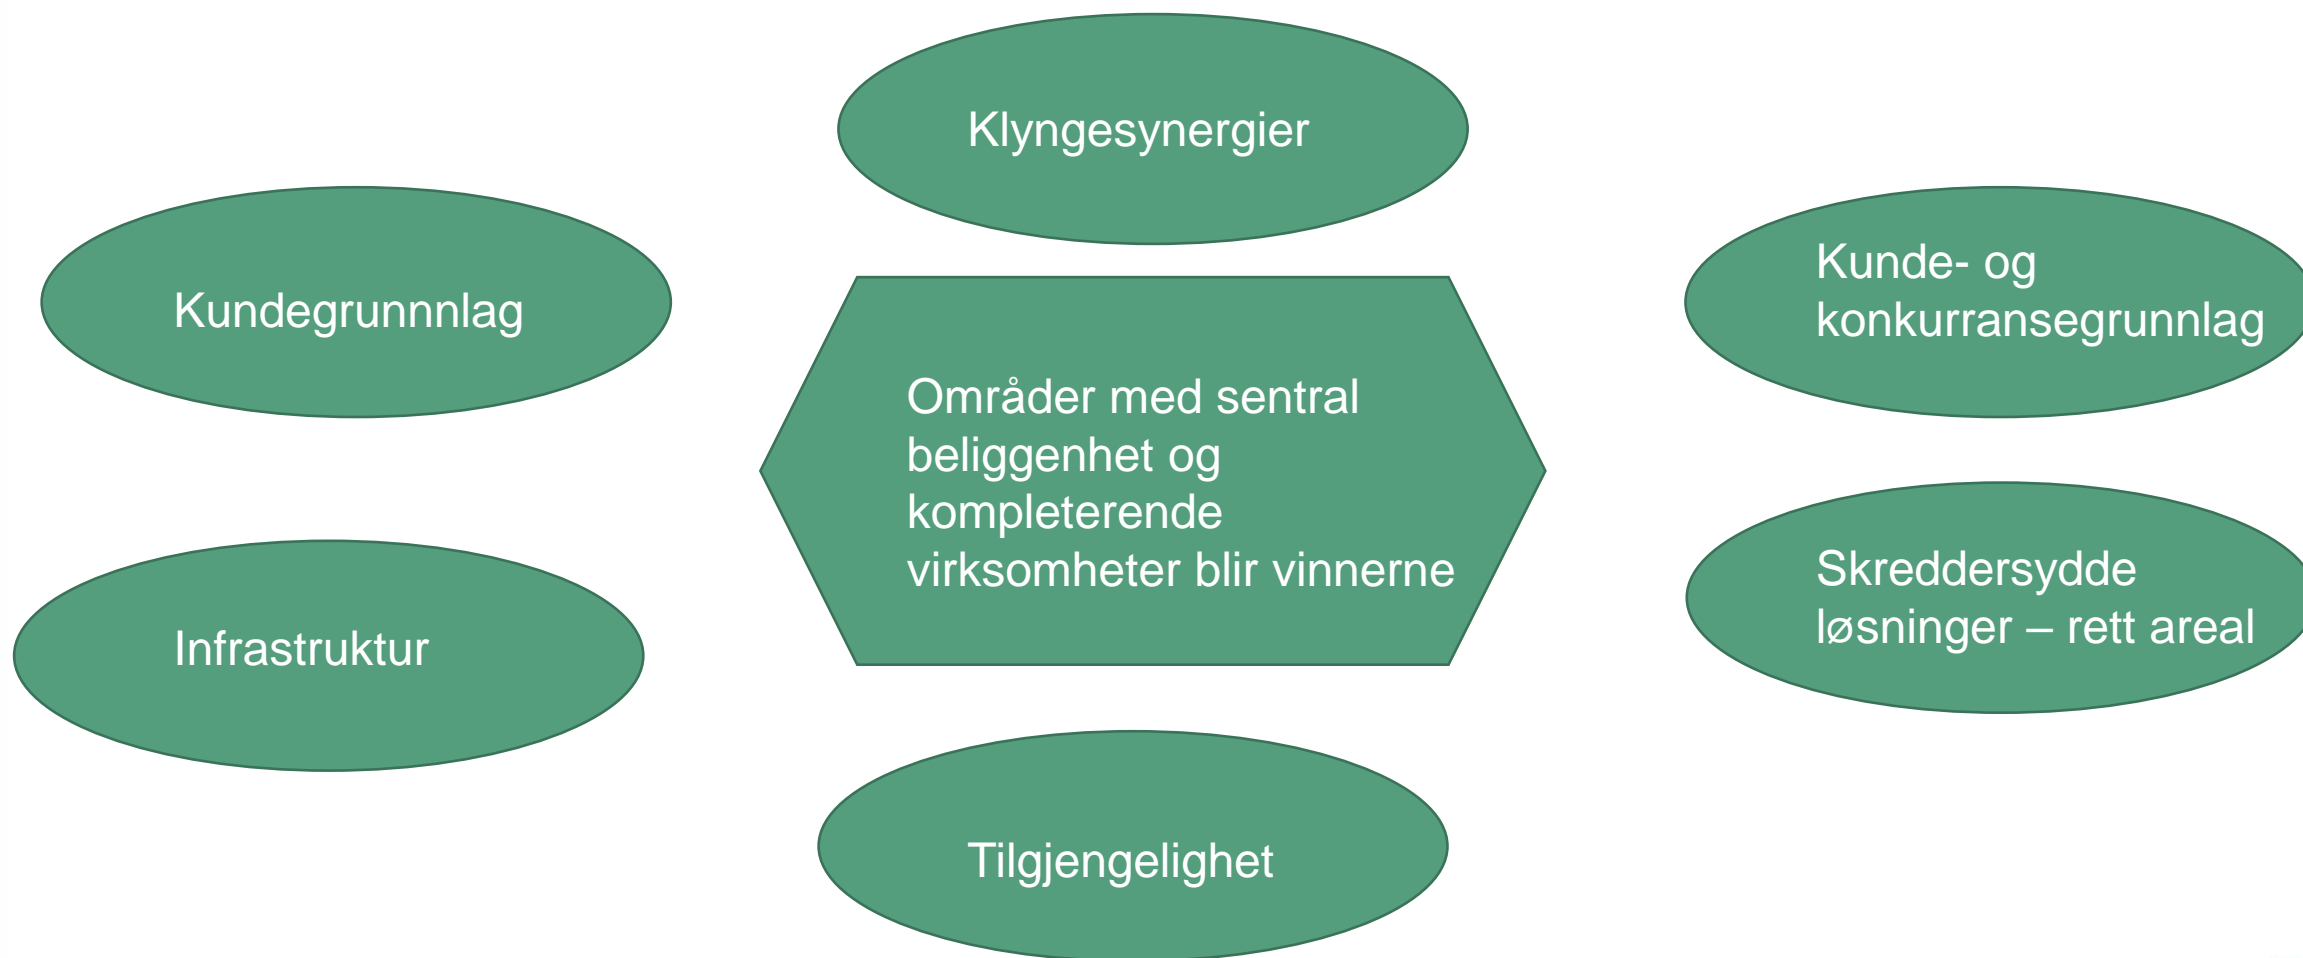 Klyngesynergier
Kundegrunnnlag
Kunde- og
konkurransegrunnlag
Områder med sentral
beliggenhet og
kompleterende
virksomheter blir vinnerne
Infrastruktur
Skreddersydde
løsninger – rett areal
Tilgjengelighet